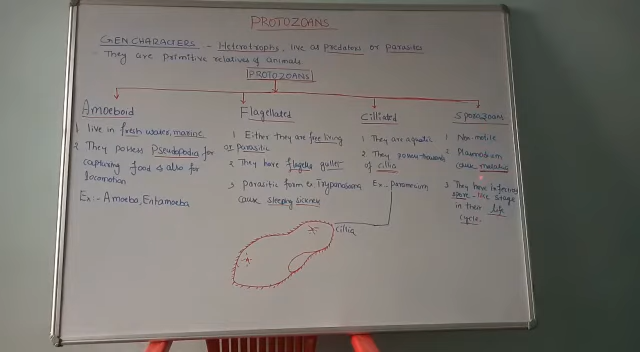 PROTOZOANS
GEN.CHARACTERS - Heterotrophs, live as predators or parasites
- They are primitive relatives of animals
PROTOZOANS
Amoeboid
1 live in fresh water, marine
2 They possess Pseudopodia for
capturing food & also for
locomotion
Ex:- Amoeba, Entamoeba
Flagellated
1 Either they are free living
or parasitic
2 They have flagella
3 Parasitic form Ex Trypanosoma
cause sleeping sickness
Ciliated
1 They are aquatic
2 They possess thousands
of cilia
Ex:- paramoecium
cilia
Sporozoans
1 Non-motile
2 Plasmodium
cause malaria
3 They have infectious
spore-like stage
in their life
cycle.